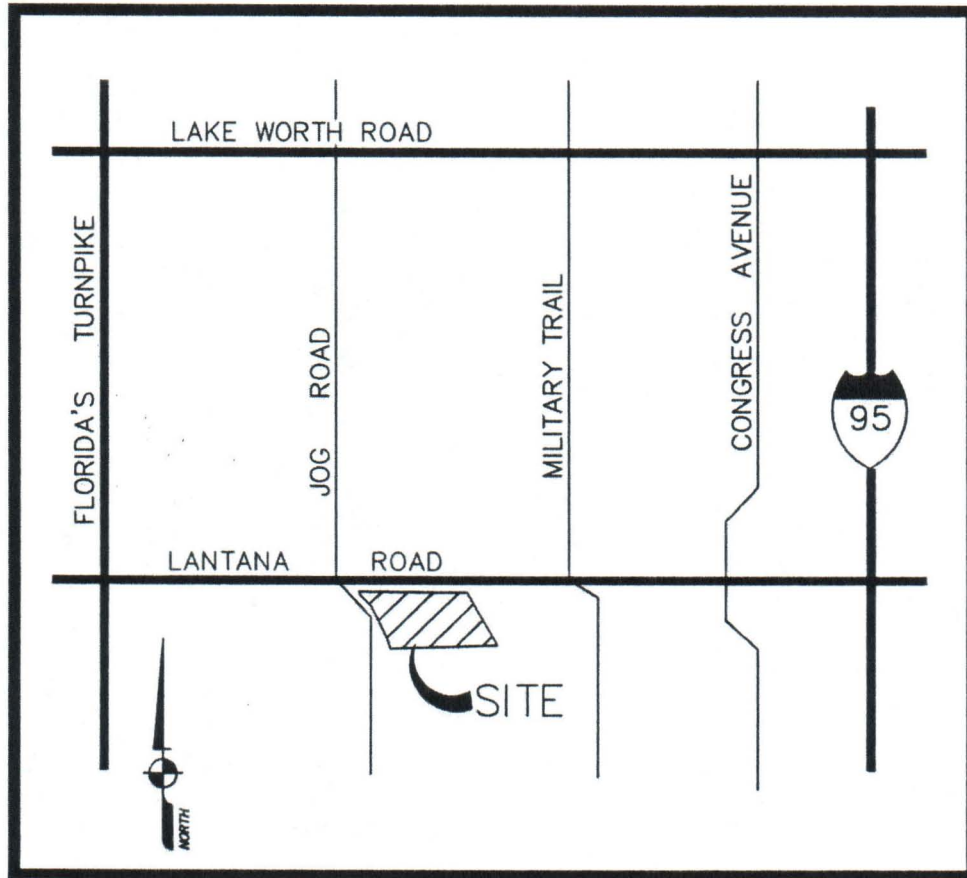 LAKE WORTH ROAD
FLORIDA'S TURNPIKE
JOG ROAD
MILITARY TRAIL
CONGRESS AVENUE
95
LANTANA ROAD
SITE
NORTH